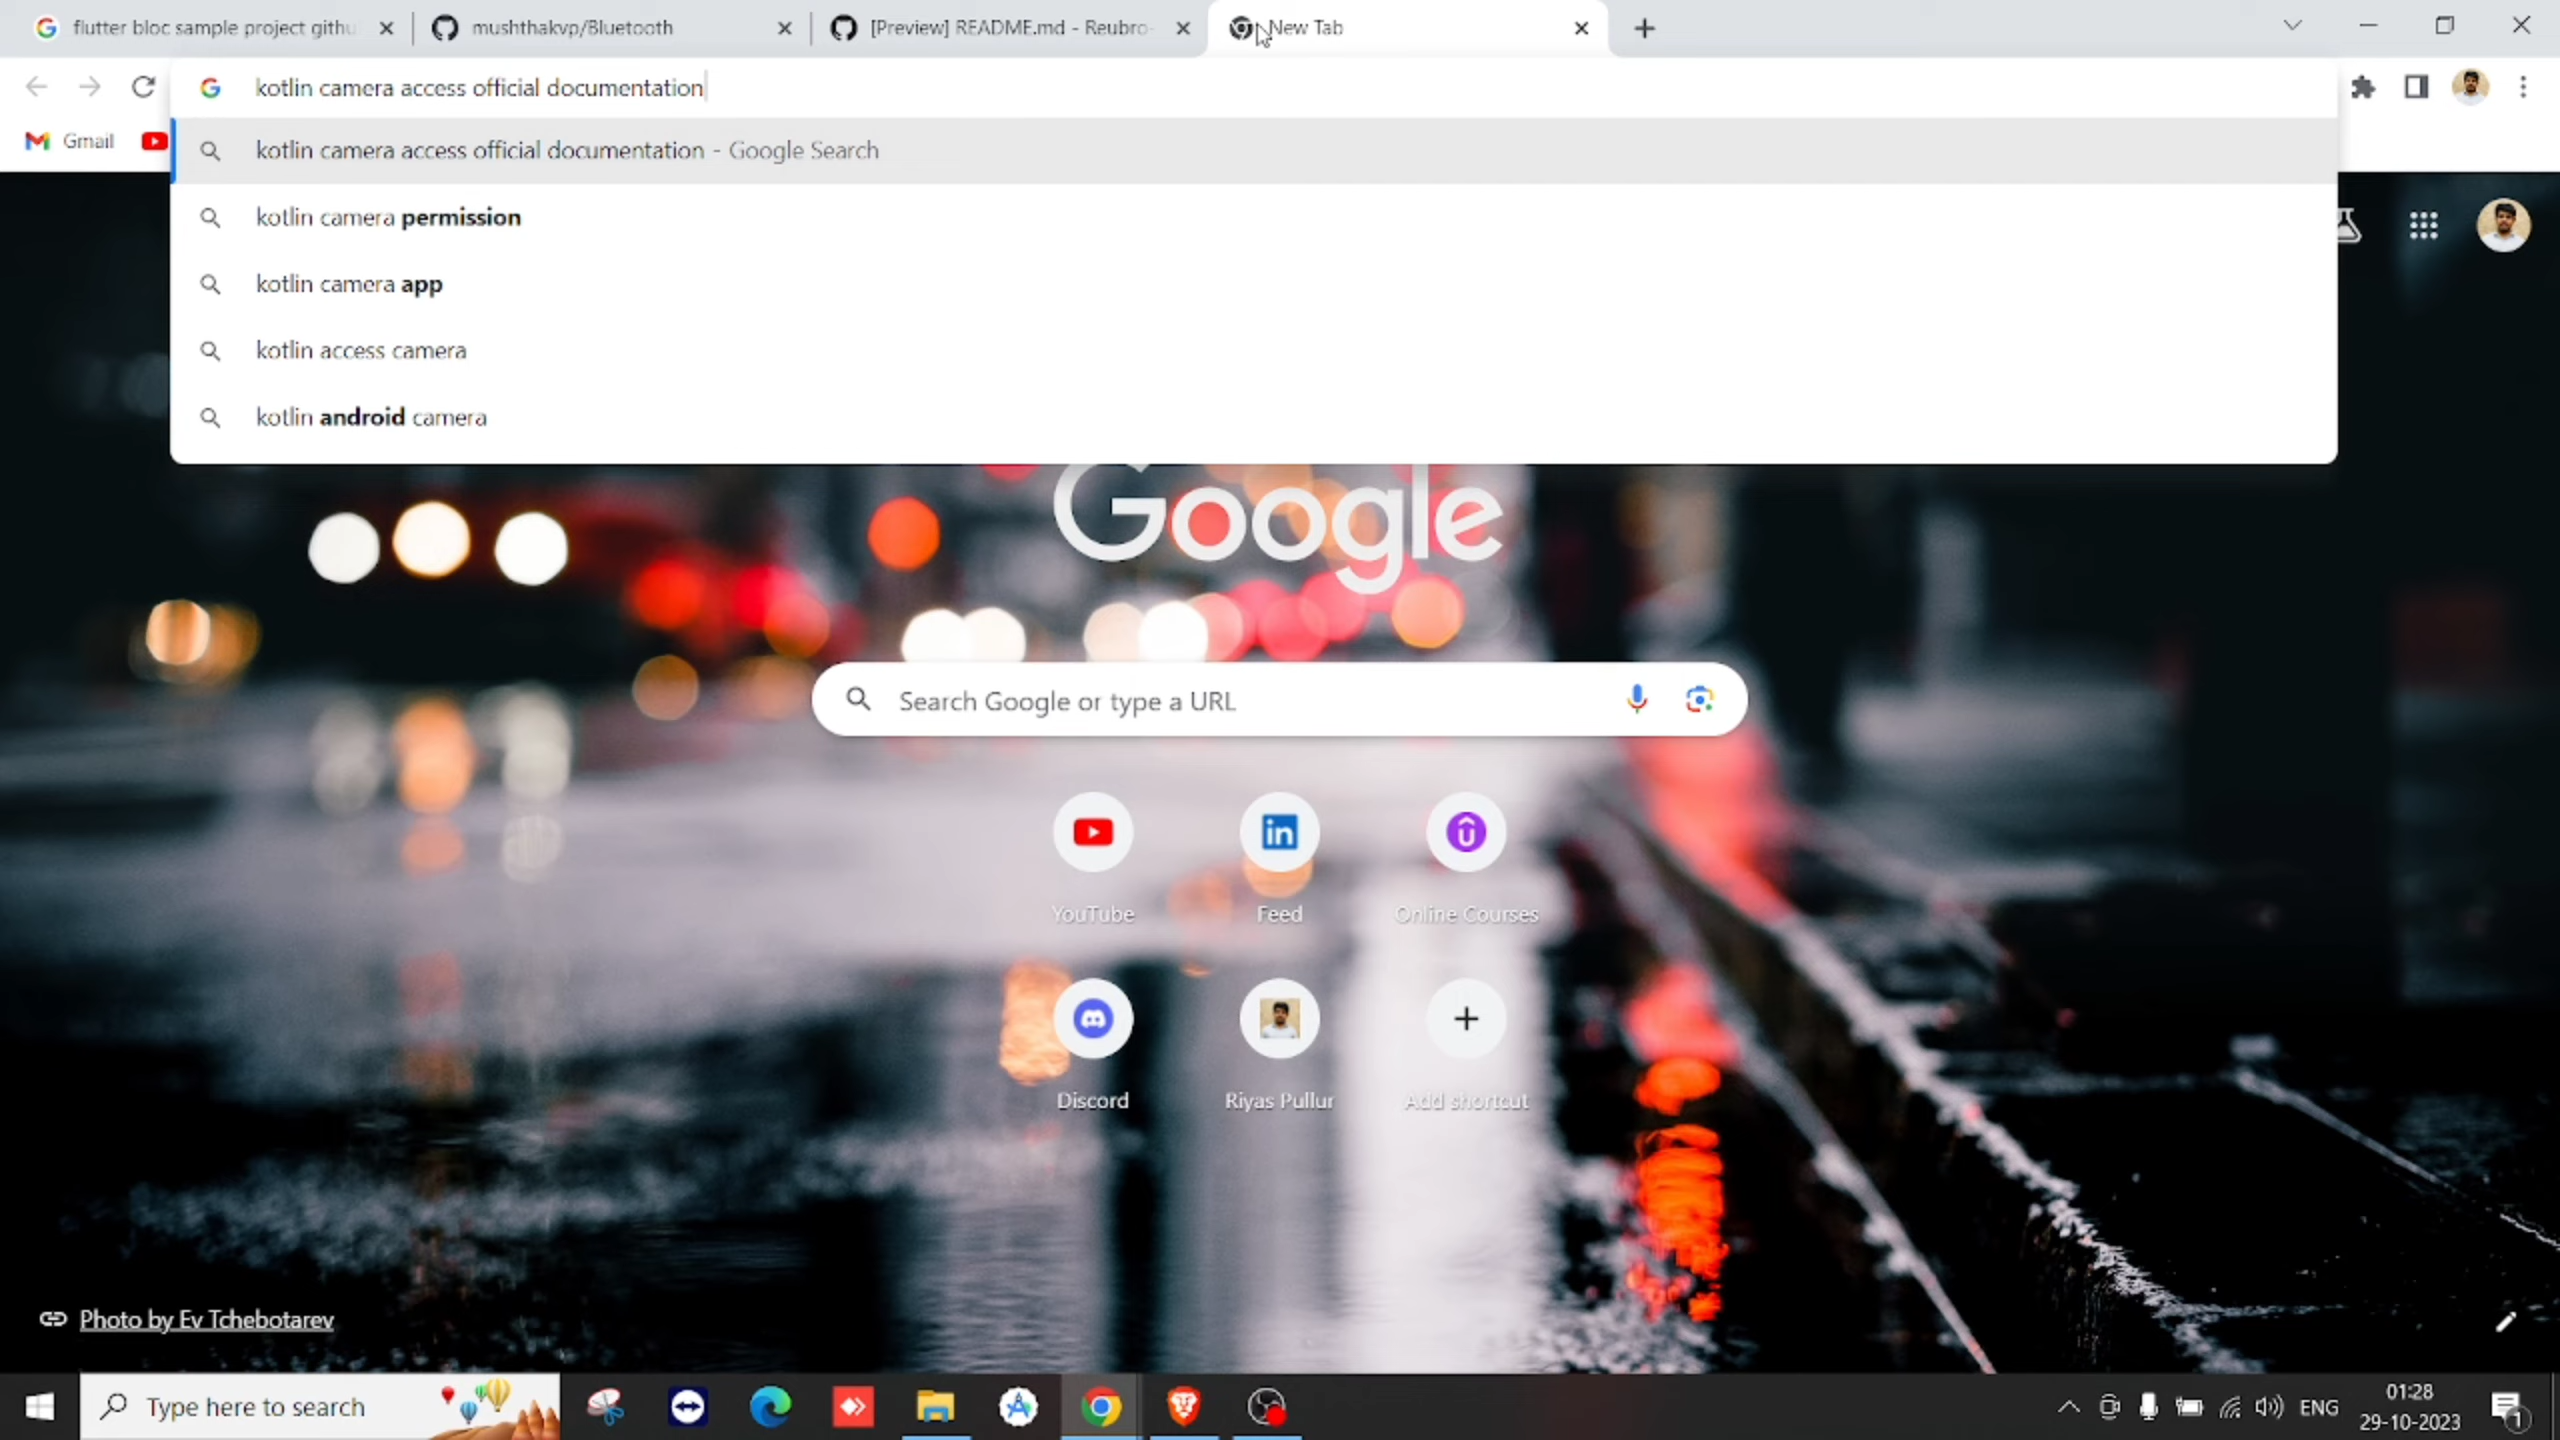 flutter bloc sample project githu
mushthakvp/Bluetooth
[Preview] README.md - Reubro-
New Tab
kotlin camera access official documentation
Gmail
kotlin camera access official documentation - Google Search
kotlin camera permission
kotlin camera app
kotlin access camera
kotlin android camera
Google
Search Google or type a URL
YouTube
Feed
Online Courses
Discord
Riyas Pullur
Add shortcut
Photo by Ev Tchebotarev
Type here to search
ENG
01:28
29-10-2023
1